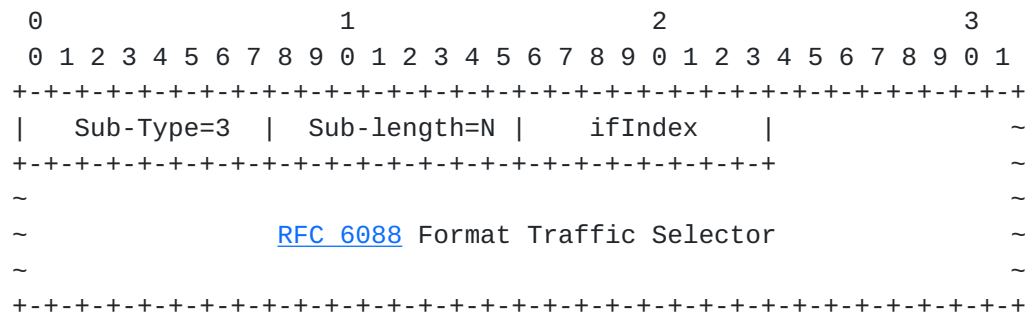 0                   1                   2                   3
 0 1 2 3 4 5 6 7 8 9 0 1 2 3 4 5 6 7 8 9 0 1 2 3 4 5 6 7 8 9 0 1
+-+-+-+-+-+-+-+-+-+-+-+-+-+-+-+-+-+-+-+-+-+-+-+-+-+-+-+-+-+-+-+-+
|   Sub-Type=3  | Sub-length=N |    ifIndex    |               ~
+-+-+-+-+-+-+-+-+-+-+-+-+-+-+-+-+-+-+-+-+-+-+-+-+               ~
~                                                               ~
~                RFC 6088 Format Traffic Selector               ~
~                                                               ~
+-+-+-+-+-+-+-+-+-+-+-+-+-+-+-+-+-+-+-+-+-+-+-+-+-+-+-+-+-+-+-+-+